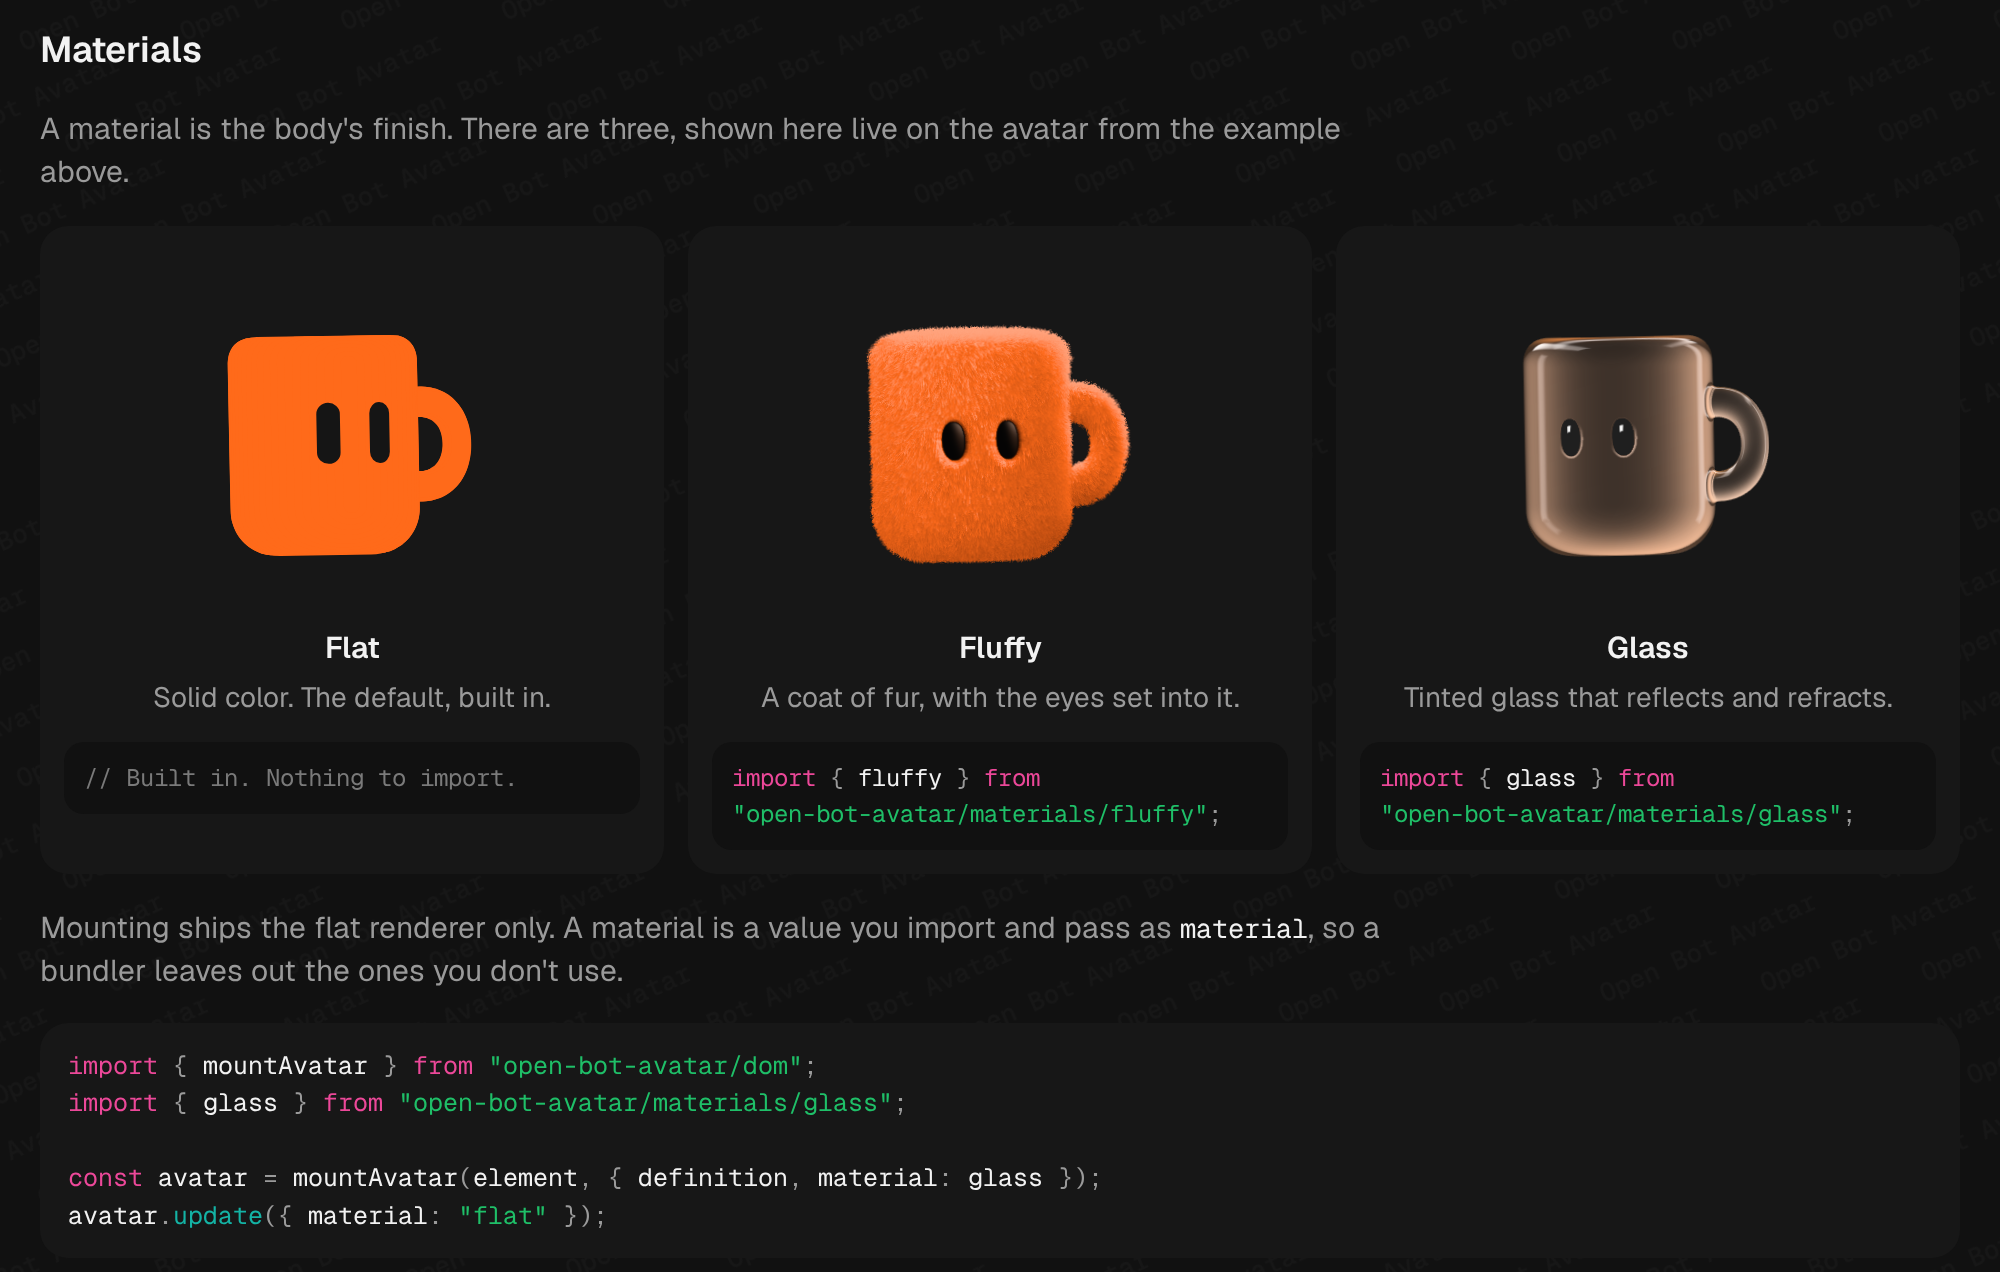 Materials
A material is the body's finish. There are three, shown here live on the avatar from the example
above.
Flat
Solid color. The default, built in.
// Built in. Nothing to import.
Fluffy
A coat of fur, with the eyes set into it.
import { fluffy } from
"open-bot-avatar/materials/fluffy";
Glass
Tinted glass that reflects and refracts.
import { glass } from
"open-bot-avatar/materials/glass";
Mounting ships the flat renderer only. A material is a value you import and pass as material, so a
bundler leaves out the ones you don't use.
import { mountAvatar } from "open-bot-avatar/dom";
import { glass } from "open-bot-avatar/materials/glass";
const avatar = mountAvatar(element, { definition, material: glass });
avatar.update({ material: "flat" });
Open Bot Avatar